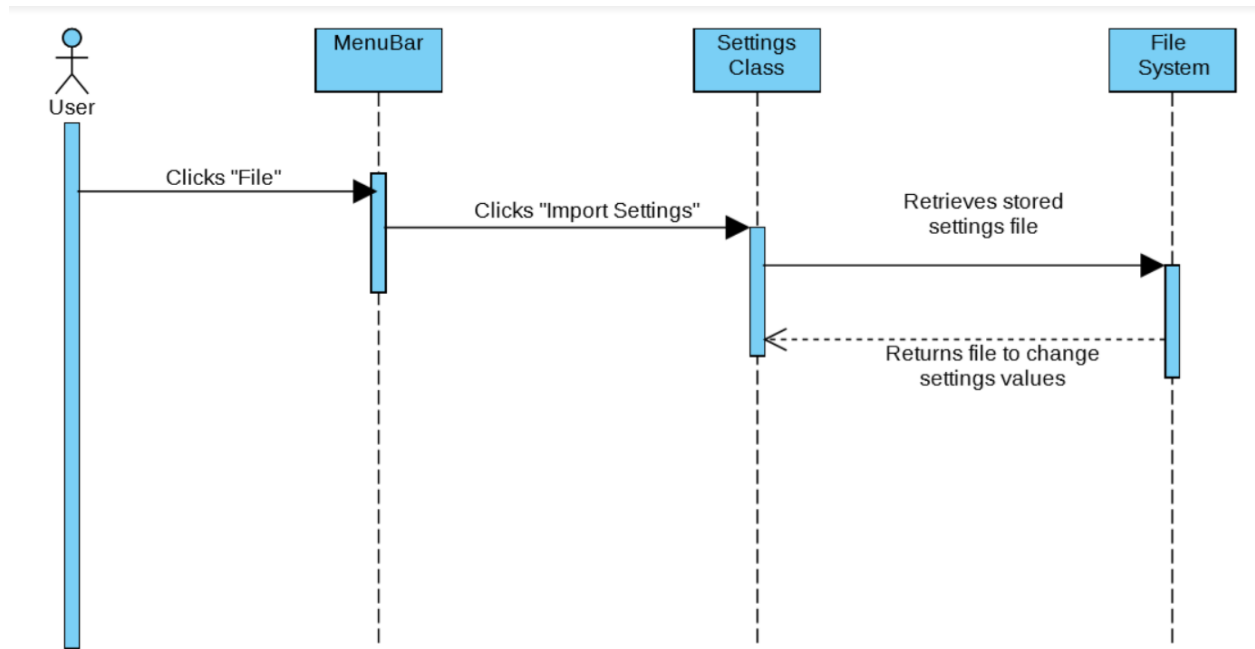 MenuBar
Settings
Class
File
System
User
Clicks "File"
Clicks "Import Settings"
Retrieves stored
settings file
Returns file to change
settings values